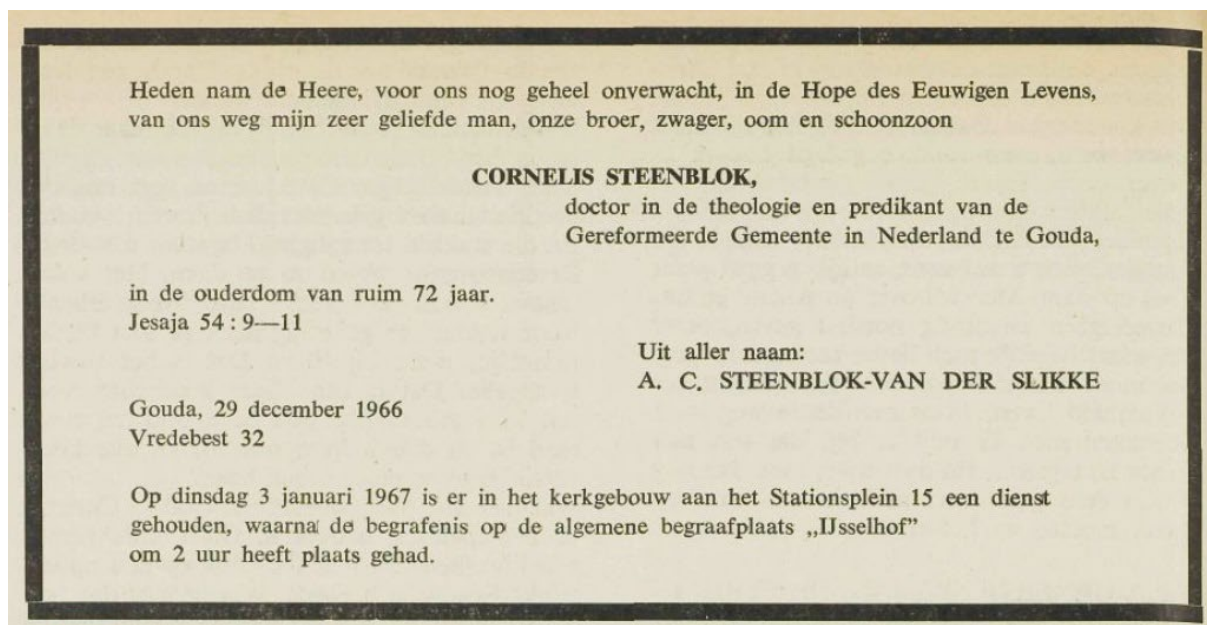 Heden nam de Heere, voor ons nog geheel onverwacht, in de Hope des Eeuwigen Levens,
van ons weg mijn zeer geliefde man, onze broer, zwager, oom en schoonzoon
CORNELIS STEENBLOK,
doctor in de theologie en predikant van de
Gereformeerde Gemeente in Nederland te Gouda,
in de ouderdom van ruim 72 jaar.
Jesaja 54 : 9—11
Uit aller naam:
A. C. STEENBLOK-VAN DER SLIKKE
Gouda, 29 december 1966
Vredebest 32
Op dinsdag 3 januari 1967 is er in het kerkgebouw aan het Stationsplein 15 een dienst
gehouden, waarna de begrafenis op de algemene begraafplaats „IJsselhof”
om 2 uur heeft plaats gehad.